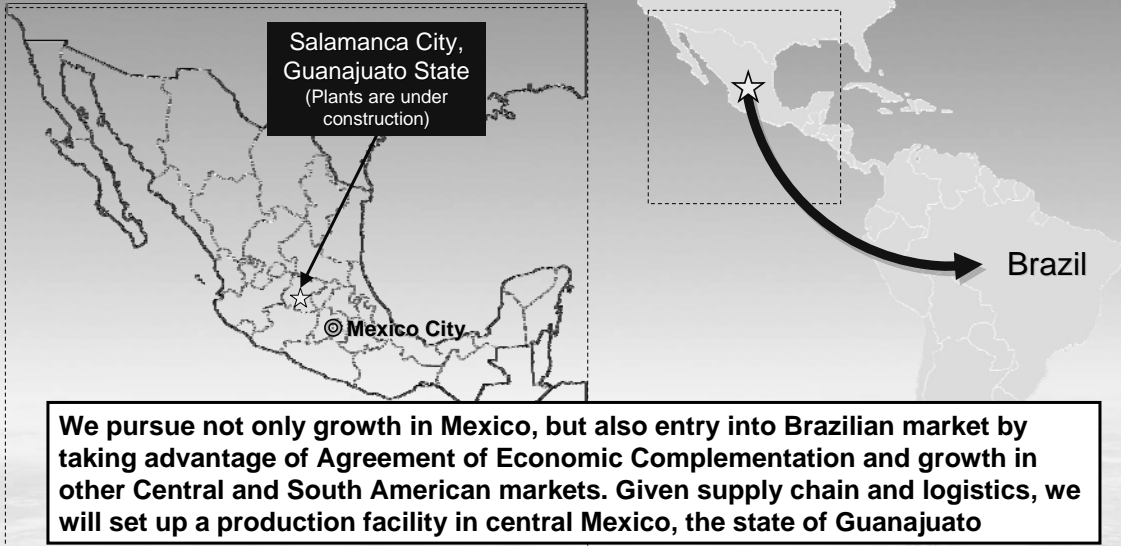 Salamanca City,
Guanajuato State
(Plants are under
construction)
Mexico City
Brazil
We pursue not only growth in Mexico, but also entry into Brazilian market by
taking advantage of Agreement of Economic Complementation and growth in
other Central and South American markets. Given supply chain and logistics, we
will set up a production facility in central Mexico, the state of Guanajuato